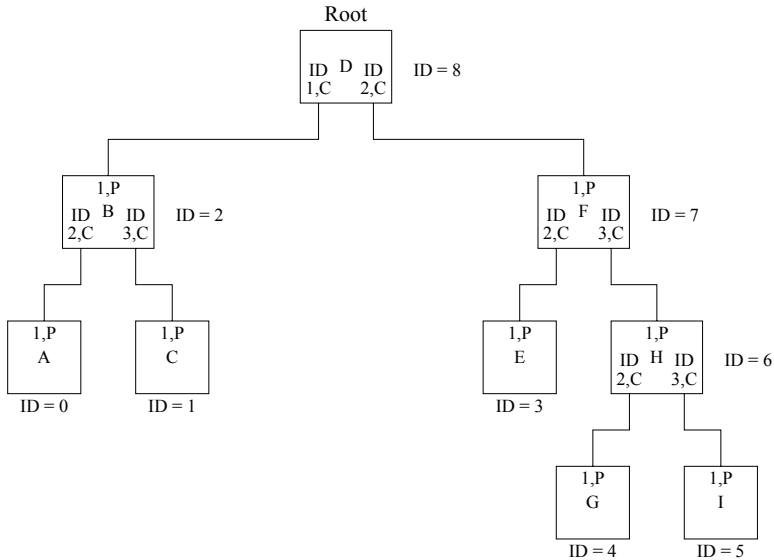 Root
D
ID ID
1,C 2,C
ID = 8
1,P
B
ID ID
2,C 3,C
ID = 2
1,P
F
ID ID
2,C 3,C
ID = 7
1,P
A
ID = 0
1,P
C
ID = 1
1,P
E
ID = 3
1,P
H
ID ID
2,C 3,C
ID = 6
1,P
G
ID = 4
1,P
I
ID = 5